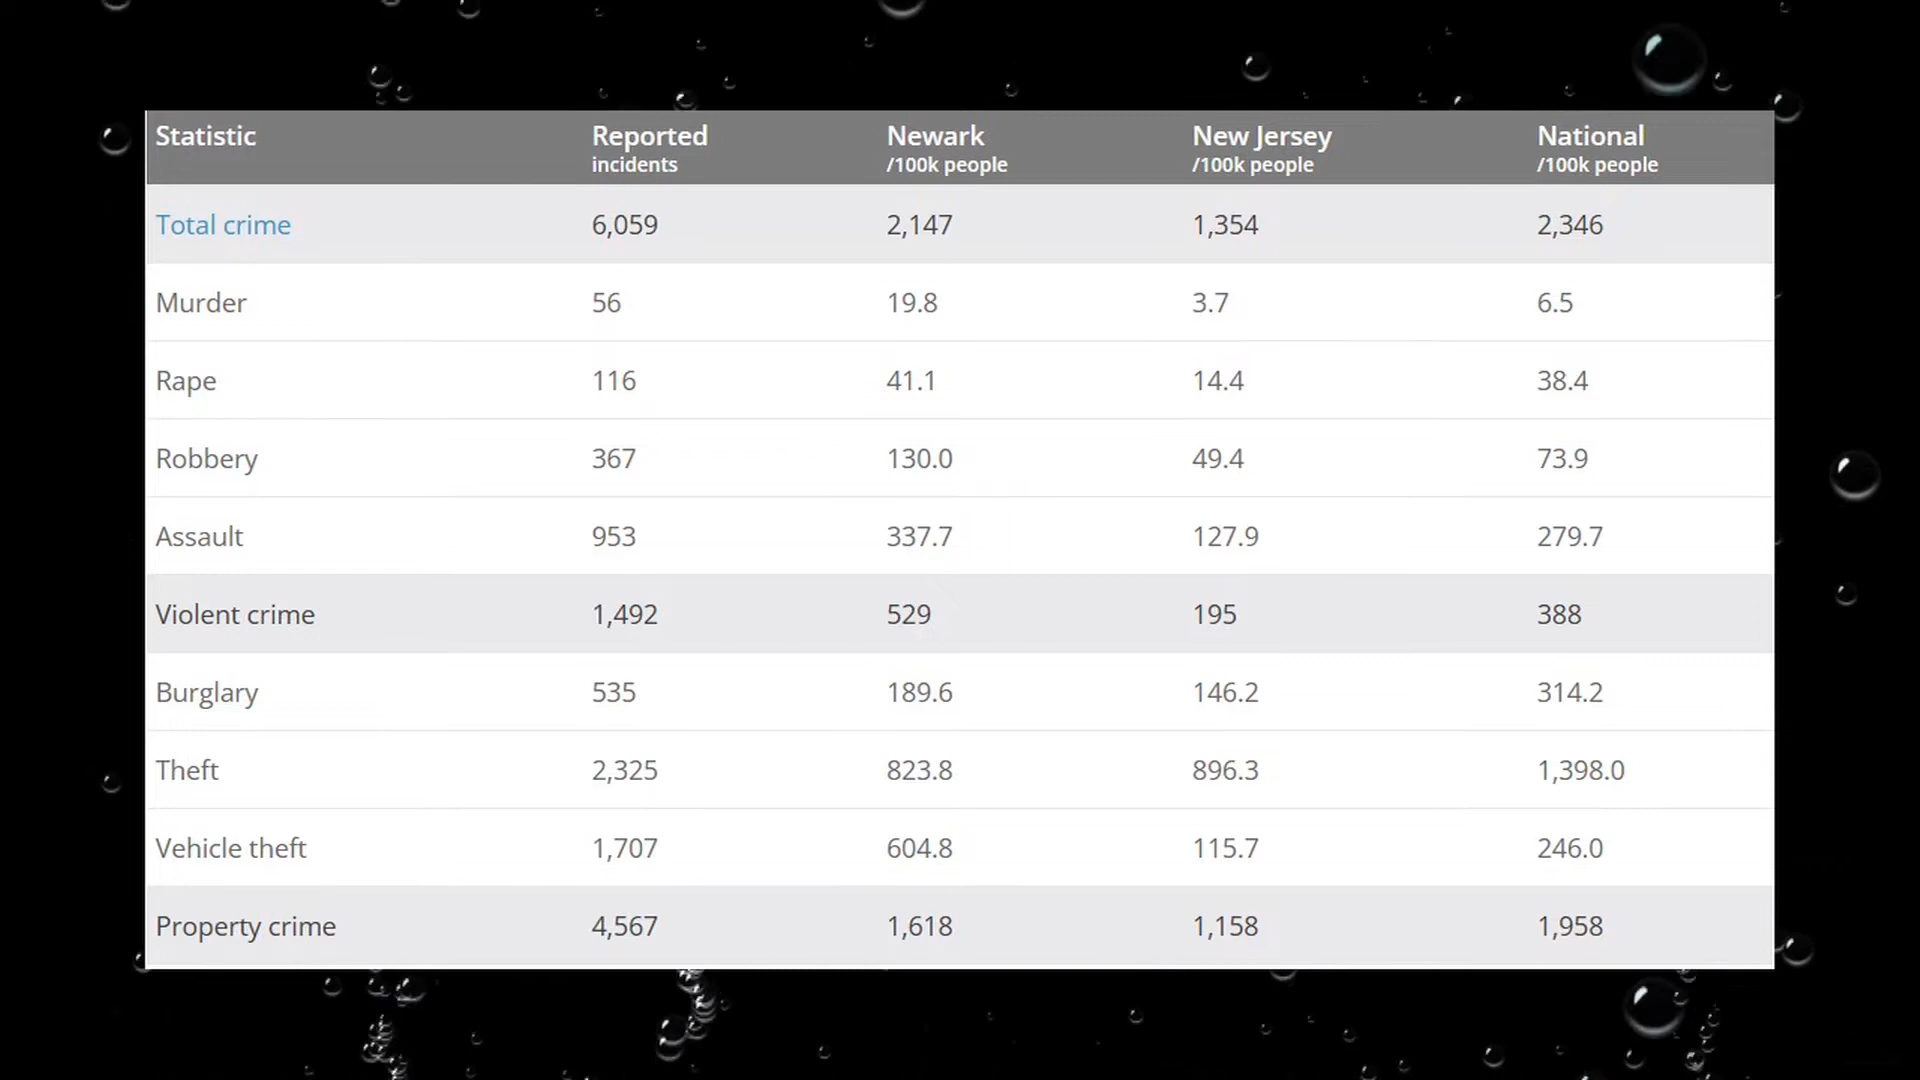 Statistic Reported Newark New Jersey National
incidents /100k people /100k people /100k people
Total crime 6,059 2,147 1,354 2,346
Murder 56 19.8 3.7 6.5
Rape 116 41.1 14.4 38.4
Robbery 367 130.0 49.4 73.9
Assault 953 337.7 127.9 279.7
Violent crime 1,492 529 195 388
Burglary 535 189.6 146.2 314.2
Theft 2,325 823.8 896.3 1,398.0
Vehicle theft 1,707 604.8 115.7 246.0
Property crime 4,567 1,618 1,158 1,958